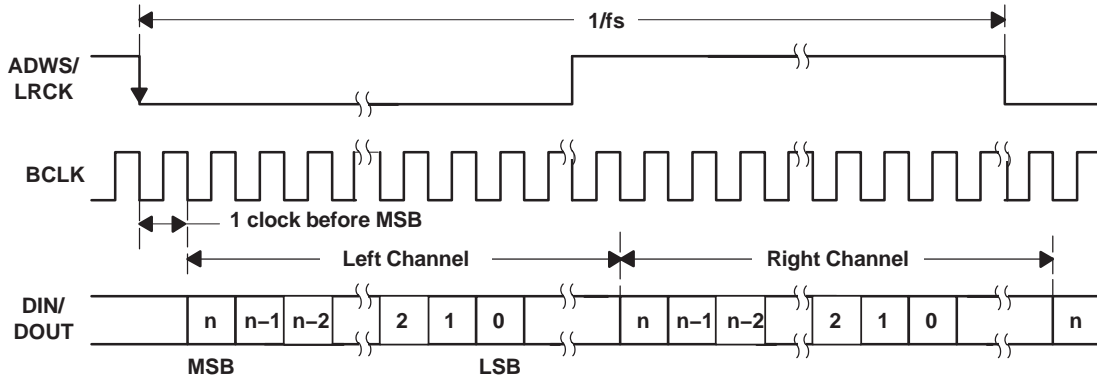 1/fs
ADWS/
LRCK
BCLK
1 clock before MSB
Left Channel
Right Channel
DIN/
DOUT
n n−1 n−2 2 1 0 n n−1 n−2 2 1 0 n
MSB LSB